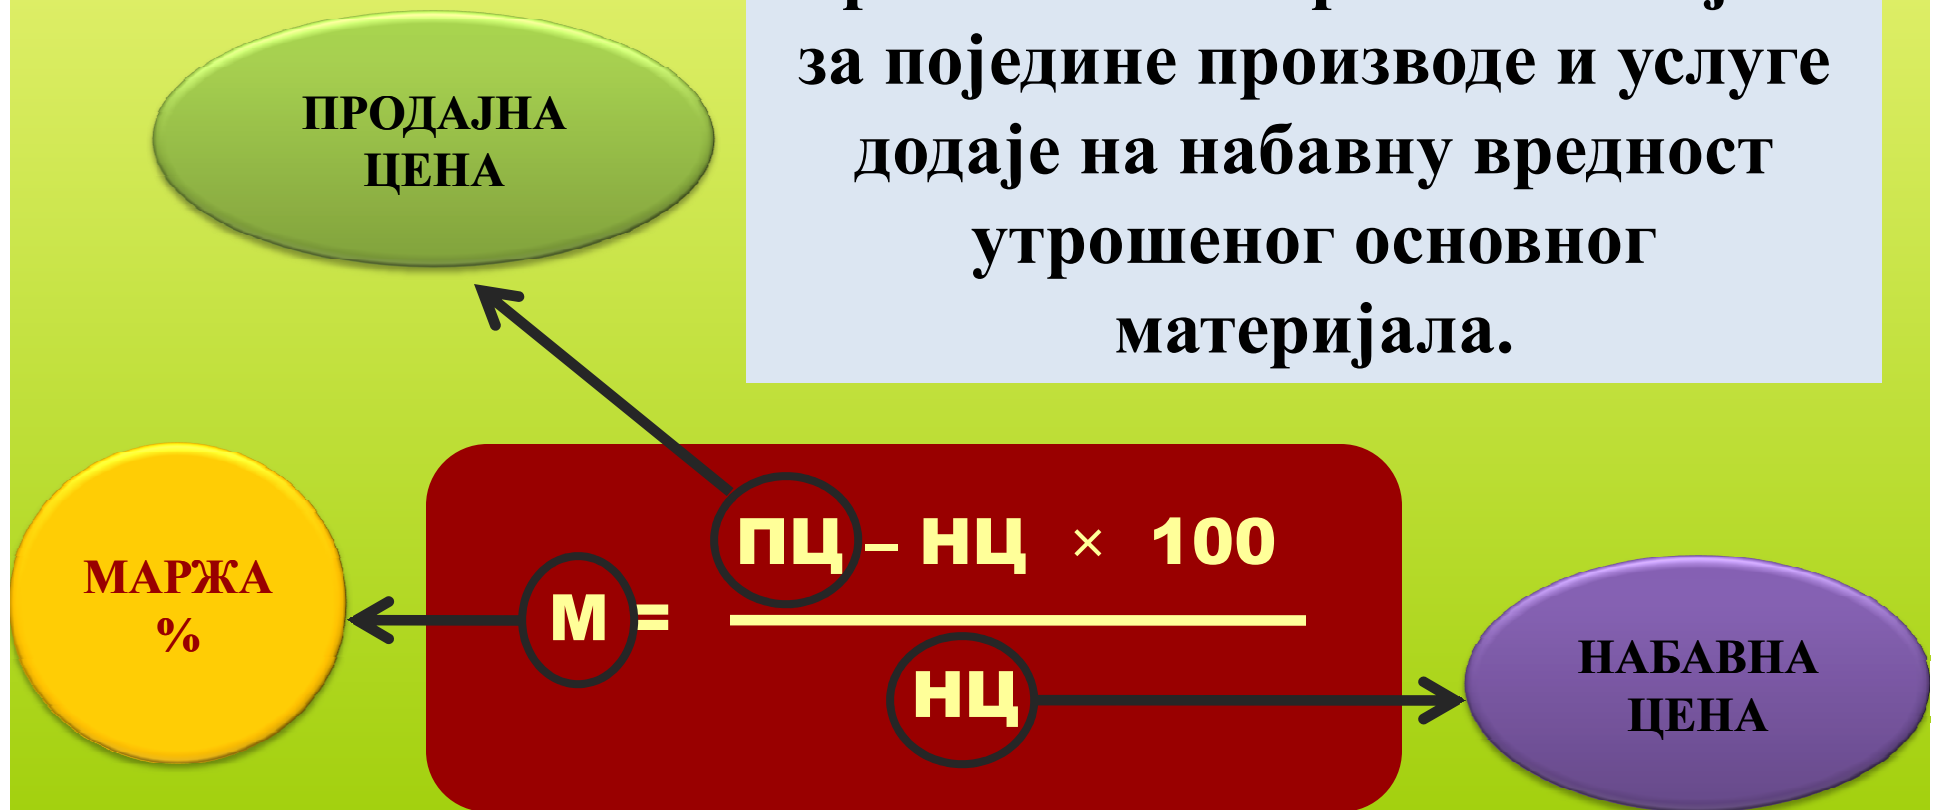 за поједине производе и услуге
додаје на набавну вредност
утрошеног основног
материјала.
ПРОДАЈНА
ЦЕНА
МАРЖА
%
ПЦ – НЦ × 100
М =
НЦ
НАБАВНА
ЦЕНА